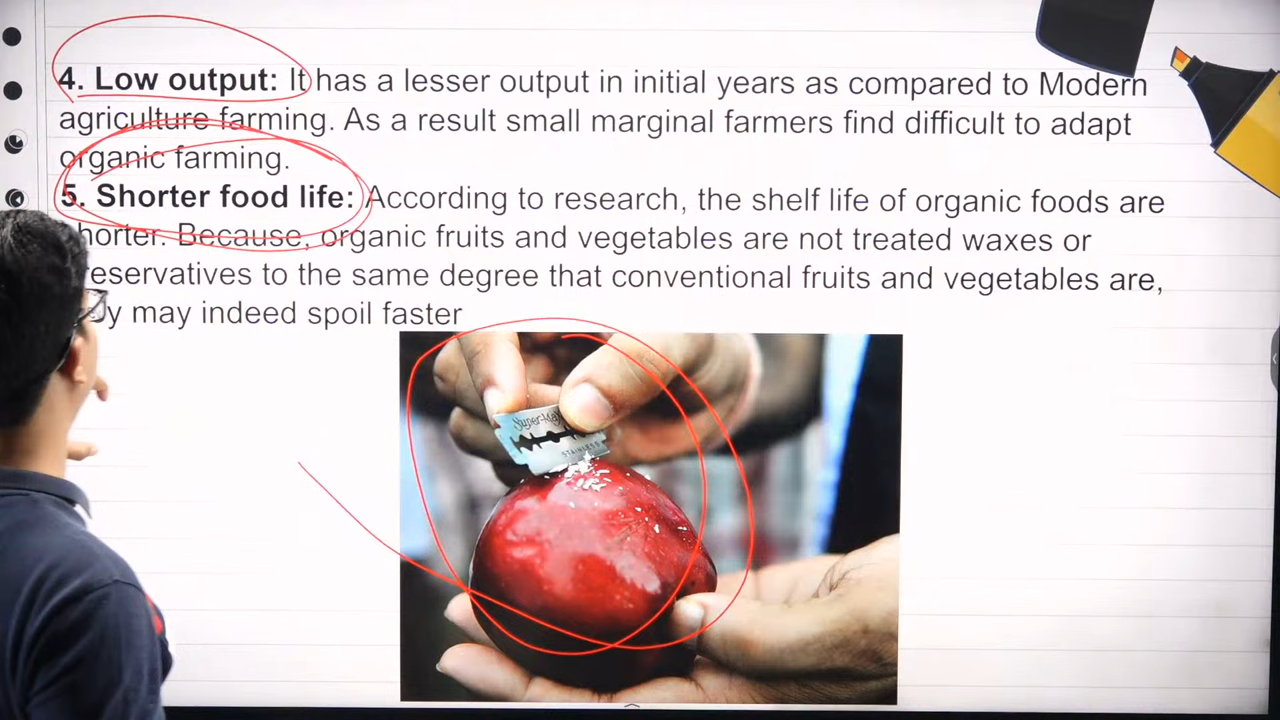 4. Low output: It has a lesser output in initial years as compared to Modern
agriculture farming. As a result small marginal farmers find difficult to adapt
organic farming.
5. Shorter food life: According to research, the shelf life of organic foods are
horter. Because, organic fruits and vegetables are not treated waxes or
reservatives to the same degree that conventional fruits and vegetables are,
y may indeed spoil faster
Super-Max
STAINLESS